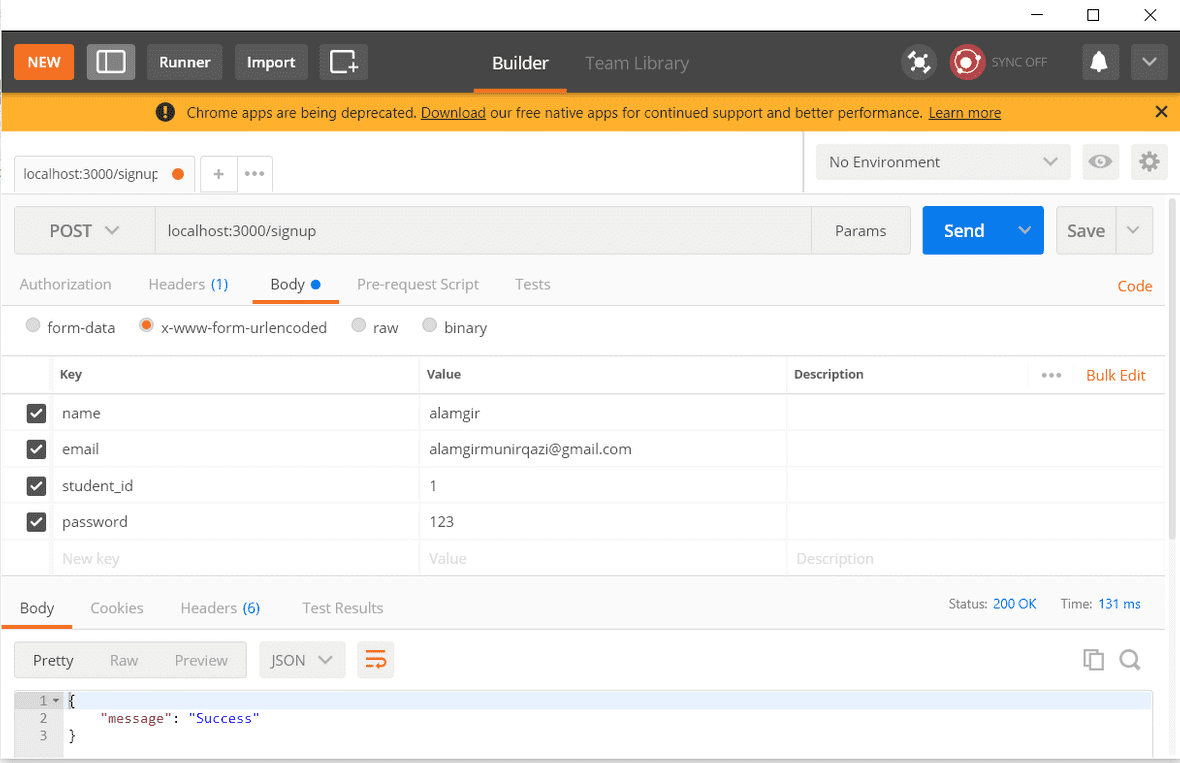 NEW Runner Import Builder Team Library SYNC OFF
Chrome apps are being deprecated. Download our free native apps for continued support and better performance. Learn more
No Environment
localhost:3000/signup
POST localhost:3000/signup Params Send Save
Authorization Headers (1) Body Pre-request Script Tests Code
form-data x-www-form-urlencoded raw binary
Key Value Description Bulk Edit
name alamgir
email alamgirmunirqazi@gmail.com
student_id 1
password 123
New key Value Description
Body Cookies Headers (6) Test Results Status: 200 OK Time: 131 ms
Pretty Raw Preview JSON
1 {
2 "message": "Success"
3 }